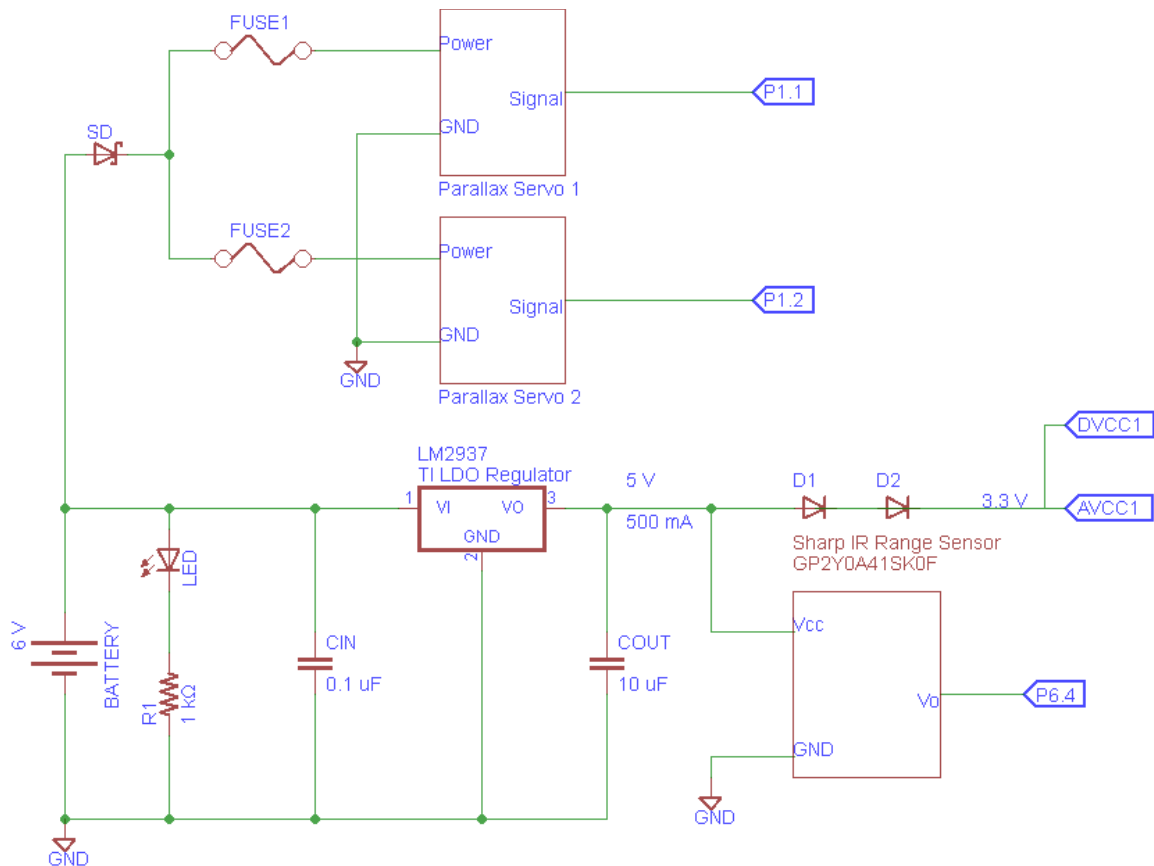 FUSE1
Power
Signal
P1.1
GND
SD
Parallax Servo 1
FUSE2
Power
Signal
P1.2
GND
GND
Parallax Servo 2
LM2937
TI LDO Regulator
DVCC1
1
VI
VO
3
GND
2
5 V
500 mA
D1
D2
3.3 V
AVCC1
Sharp IR Range Sensor
GP2Y0A41SK0F
LED
6 V
BATTERY
R1
1 kΩ
CIN
0.1 uF
COUT
10 uF
Vcc
Vo
P6.4
GND
GND
GND